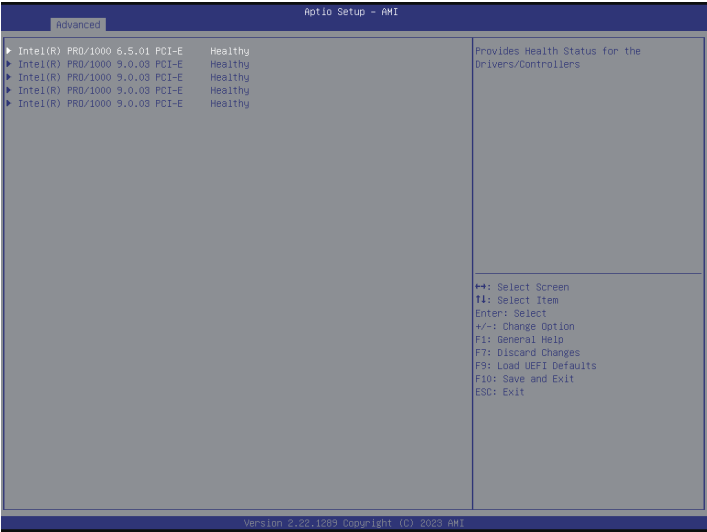 Aptio Setup - AMI
Advanced
Intel(R) PRO/1000 6.5.01 PCI-E Healthy
Intel(R) PRO/1000 9.0.03 PCI-E Healthy
Intel(R) PRO/1000 9.0.03 PCI-E Healthy
Intel(R) PRO/1000 9.0.03 PCI-E Healthy
Intel(R) PRO/1000 9.0.03 PCI-E Healthy
Provides Health Status for the
Drivers/Controllers
↔: Select Screen
↑↓: Select Item
Enter: Select
+/-: Change Option
F1: General Help
F7: Discard Changes
F9: Load UEFI Defaults
F10: Save and Exit
ESC: Exit
Version 2.22.1289 Copyright (C) 2023 AMI